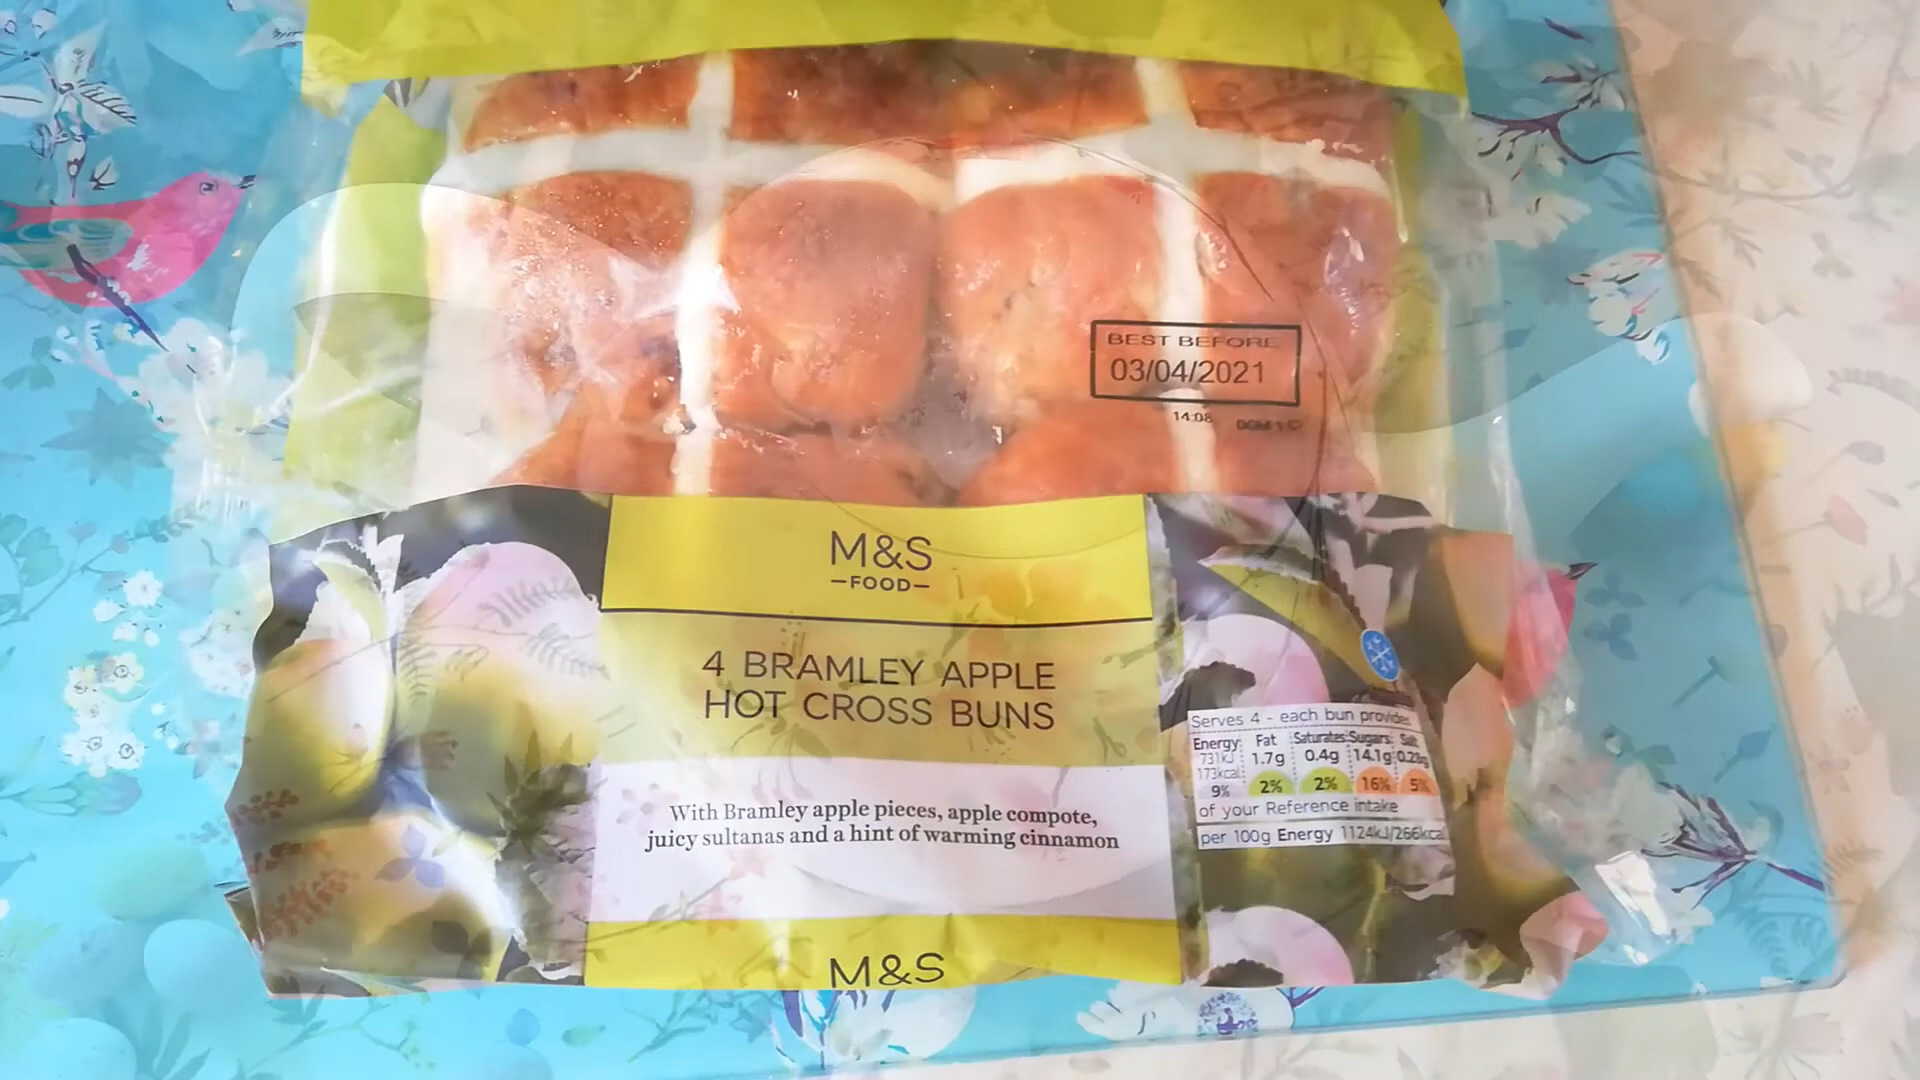 BEST BEFORE
03/04/2021
14:08
M&S
—FOOD—
4 BRAMLEY APPLE
HOT CROSS BUNS
With Bramley apple pieces, apple compote,
juicy sultanas and a hint of warming cinnamon
Serves 4 - each bun provides
Energy Fat Saturates Sugars Salt
731kJ 1.7g 0.4g 14.1g
173kcal
9% 2% 2% 16% 5%
of your Reference intake
per 100g Energy 1124kJ/266kcal
M&S